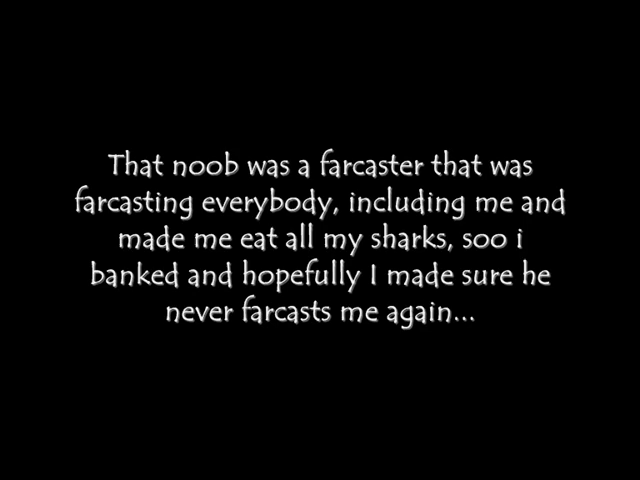 That noob was a farcaster that was
farcasting everybody, including me and
made me eat all my sharks, soo i
banked and hopefully I made sure he
never farcasts me again...